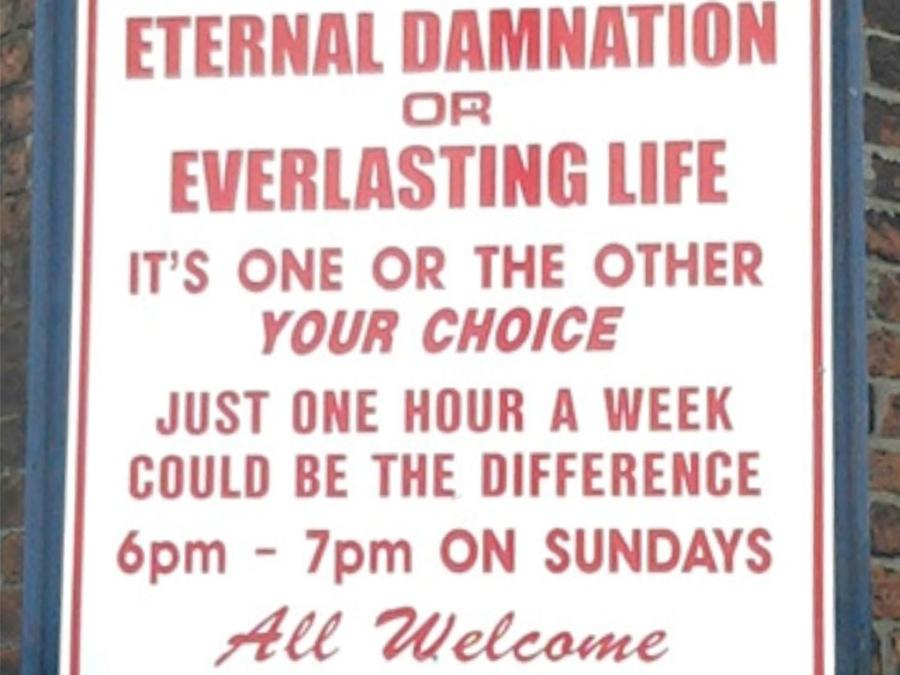 ETERNAL DAMNATION
OR
EVERLASTING LIFE
IT'S ONE OR THE OTHER
YOUR CHOICE
JUST ONE HOUR A WEEK
COULD BE THE DIFFERENCE
6pm - 7pm ON SUNDAYS
All Welcome